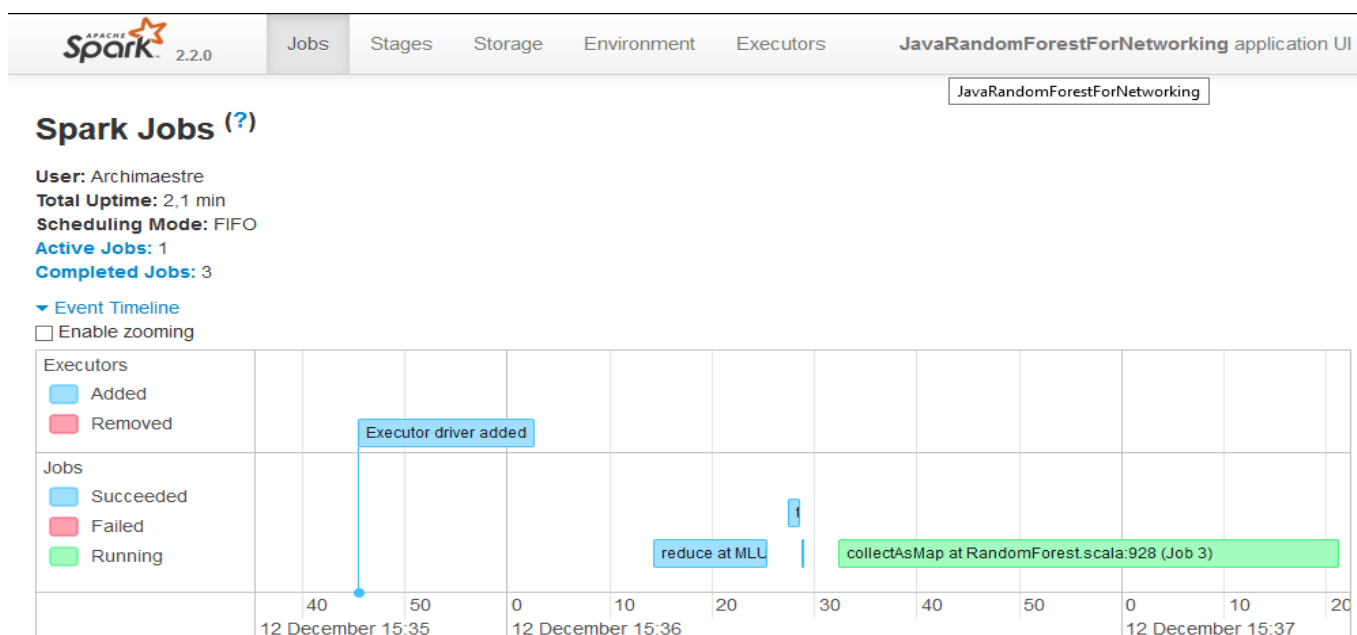 APACHE
Spark 2.2.0 Jobs Stages Storage Environment Executors JavaRandomForestForNetworking application UI
JavaRandomForestForNetworking
Spark Jobs (?)
User: Archimaestre
Total Uptime: 2,1 min
Scheduling Mode: FIFO
Active Jobs: 1
Completed Jobs: 3
Event Timeline
Enable zooming
Executors
Added
Removed
Executor driver added
Jobs
Succeeded
Failed
Running
reduce at MLU
collectAsMap at RandomForest.scala:928 (Job 3)
40 50 0 10 20 30 40 50 0 10 20
12 December 15:35 12 December 15:36 12 December 15:37